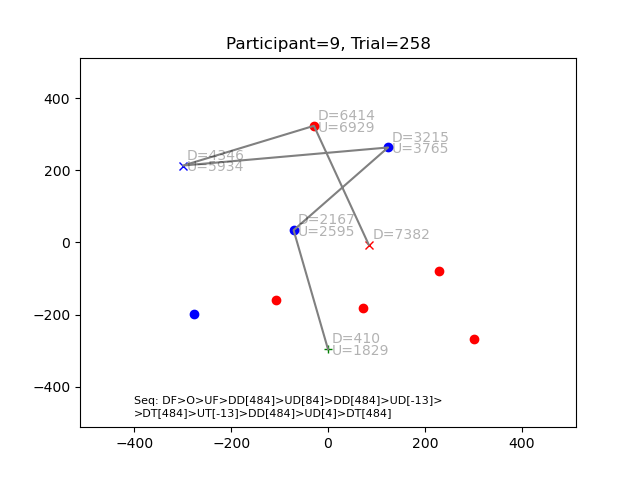 Participant=9, Trial=258
400
200
0
−200
−400
D=6414
U=6929
D=3215
U=3765
D=4346
U=5934
D=2167
U=2595
D=7382
D=410
U=1829
Seq: DF>O>UF>DD[484]>UD[84]>DD[484]>UD[-13]>
>DT[484]>UT[-13]>DD[484]>UD[4]>DT[484]
−400 −200 0 200 400